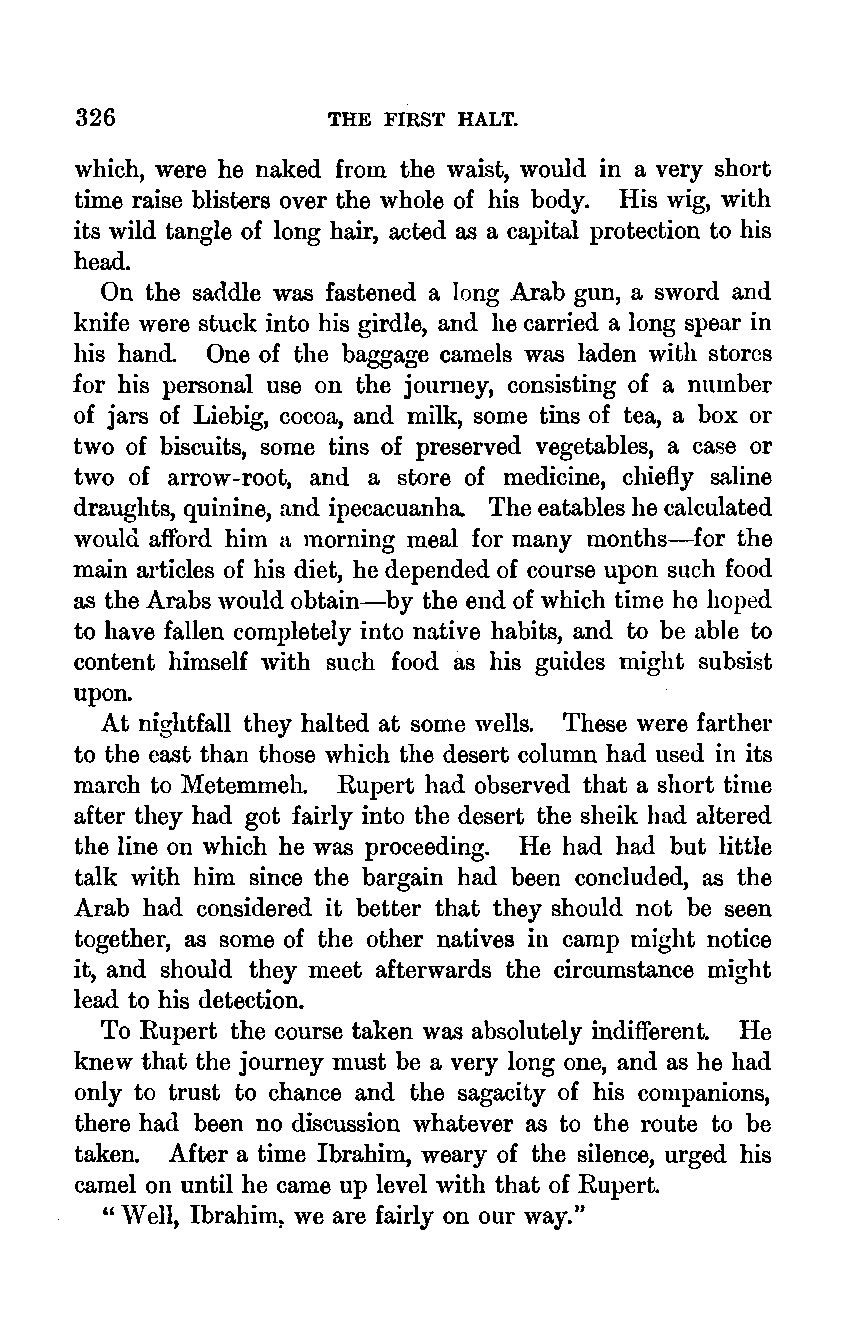 326 THE FIRST HALT.
which, were he naked from the waist, would in a very short
time raise blisters over the whole of his body. His wig, with
its wild tangle of long hair, acted as a capital protection to his
head.
On the saddle was fastened a long Arab gun, a sword and
knife were stuck into his girdle, and he carried a long spear in
his hand. One of the baggage camels was laden with stores
for his personal use on the journey, consisting of a number
of jars of Liebig, cocoa, and milk, some tins of tea, a box or
two of biscuits, some tins of preserved vegetables, a case or
two of arrow-root, and a store of medicine, chiefly saline
draughts, quinine, and ipecacuanha. The eatables he calculated
would afford him a morning meal for many months—for the
main articles of his diet, he depended of course upon such food
as the Arabs would obtain—by the end of which time he hoped
to have fallen completely into native habits, and to be able to
content himself with such food as his guides might subsist
upon.
At nightfall they halted at some wells. These were farther
to the east than those which the desert column had used in its
march to Metemmeh. Rupert had observed that a short time
after they had got fairly into the desert the sheik had altered
the line on which he was proceeding. He had had but little
talk with him since the bargain had been concluded, as the
Arab had considered it better that they should not be seen
together, as some of the other natives in camp might notice
it, and should they meet afterwards the circumstance might
lead to his detection.
To Rupert the course taken was absolutely indifferent. He
knew that the journey must be a very long one, and as he had
only to trust to chance and the sagacity of his companions,
there had been no discussion whatever as to the route to be
taken. After a time Ibrahim, weary of the silence, urged his
camel on until he came up level with that of Rupert.
“Well, Ibrahim, we are fairly on our way.”